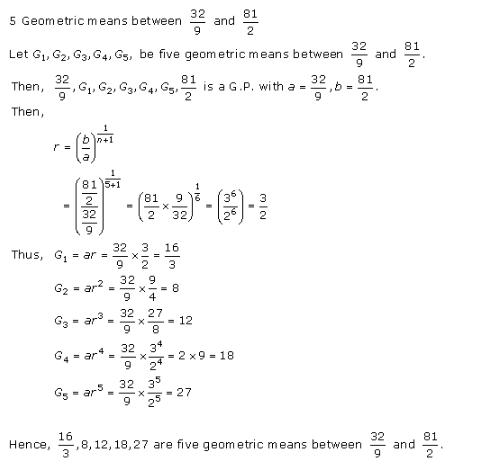 5 Geometric means between 32/9 and 81/2
Let G₁, G₂, G₃, G₄, G₅, be five geometric means between 32/9 and 81/2.
Then, 32/9, G₁, G₂, G₃, G₄, G₅, 81/2 is a G.P. with a = 32/9, b = 81/2.
Then,
r = (b/a)^(1/(n+1))
= ((81/2)/(32/9))^(1/(5+1)) = (81/2 × 9/32)^(1/6) = (3⁶/2⁶) = 3/2
Thus, G₁ = ar = 32/9 × 3/2 = 16/3
G₂ = ar² = 32/9 × 9/4 = 8
G₃ = ar³ = 32/9 × 27/8 = 12
G₄ = ar⁴ = 32/9 × 3⁴/2⁴ = 2 × 9 = 18
G₅ = ar⁵ = 32/9 × 3⁵/2⁵ = 27
Hence, 16/3, 8, 12, 18, 27 are five geometric means between 32/9 and 81/2.